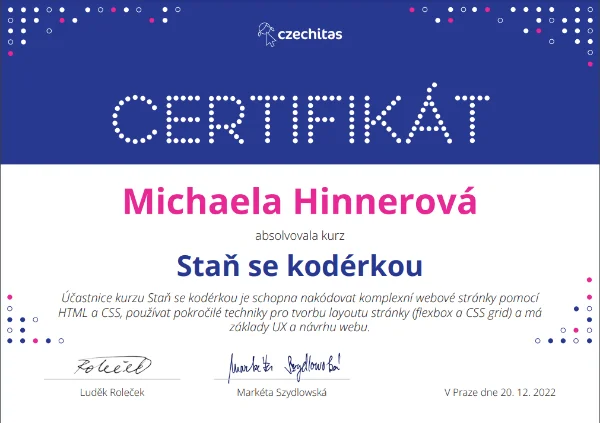 czechitas
CERTIFIKÁT
Michaela Hinnerová
absolvovala kurz
Staň se kodérkou
Účastnice kurzu Staň se kodérkou je schopna nakódovat komplexní webové stránky pomocí
HTML a CSS, používat pokročilé techniky pro tvorbu layoutu stránky (flexbox a CSS grid) a má
základy UX a návrhu webu.
Roleček
Markéta Szydlowská
Luděk Roleček
Markéta Szydlowská
V Praze dne 20. 12. 2022